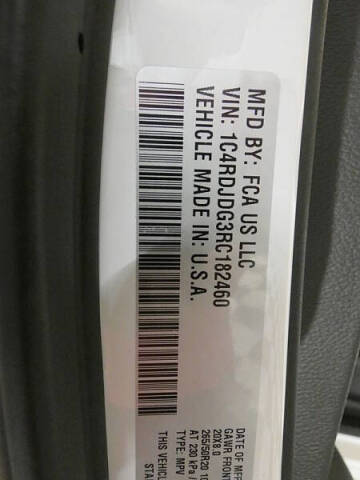 MFD BY: FCA US LLC
VIN: 1C4RDJDG3RC182460
VEHICLE MADE IN: U.S.A.
DATE OF
GAWR FRONT
20X8.0
265/50R20
AT 230 kPa
TYPE: MPV
THIS